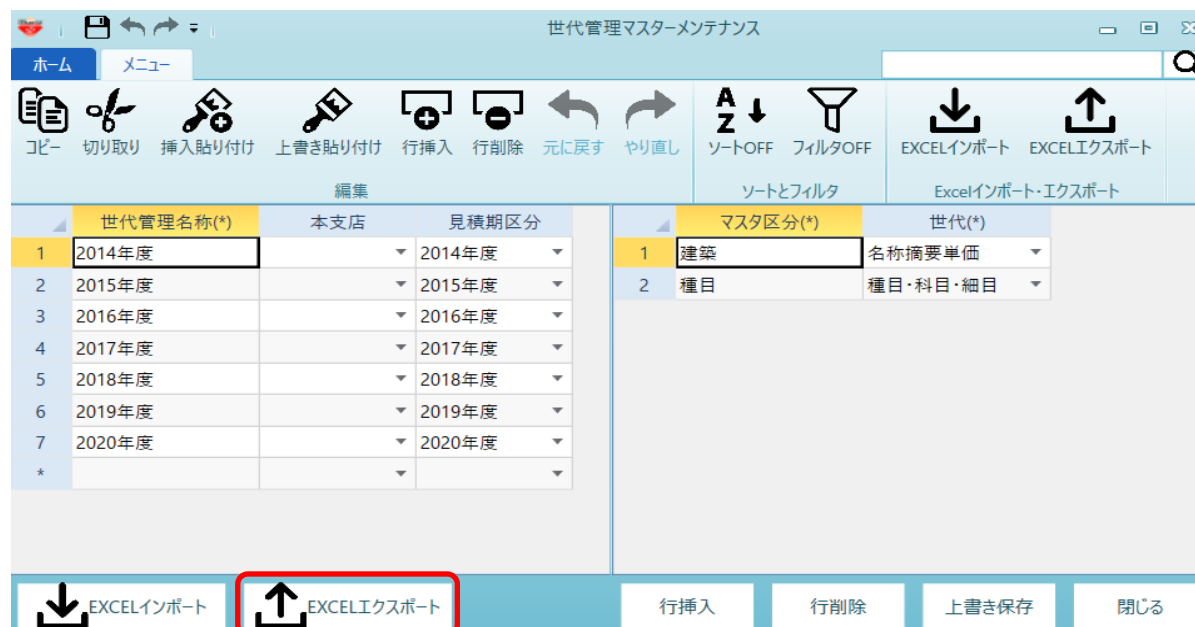 世代管理マスターメンテナンス
ホーム メニュー
コピー 切り取り 挿入貼り付け 上書き貼り付け 行挿入 行削除 元に戻す やり直し ソートOFF フィルタOFF EXCELインポート EXCELエクスポート
編集 ソートとフィルタ Excelインポート・エクスポート
世代管理名称(*) 本支店 見積期区分 マスタ区分(*) 世代(*)
1 2014年度 2014年度 1 建築 名称摘要単価
2 2015年度 2015年度 2 種目 種目・科目・細目
3 2016年度 2016年度
4 2017年度 2017年度
5 2018年度 2018年度
6 2019年度 2019年度
7 2020年度 2020年度
*
EXCELインポート EXCELエクスポート 行挿入 行削除 上書き保存 閉じる